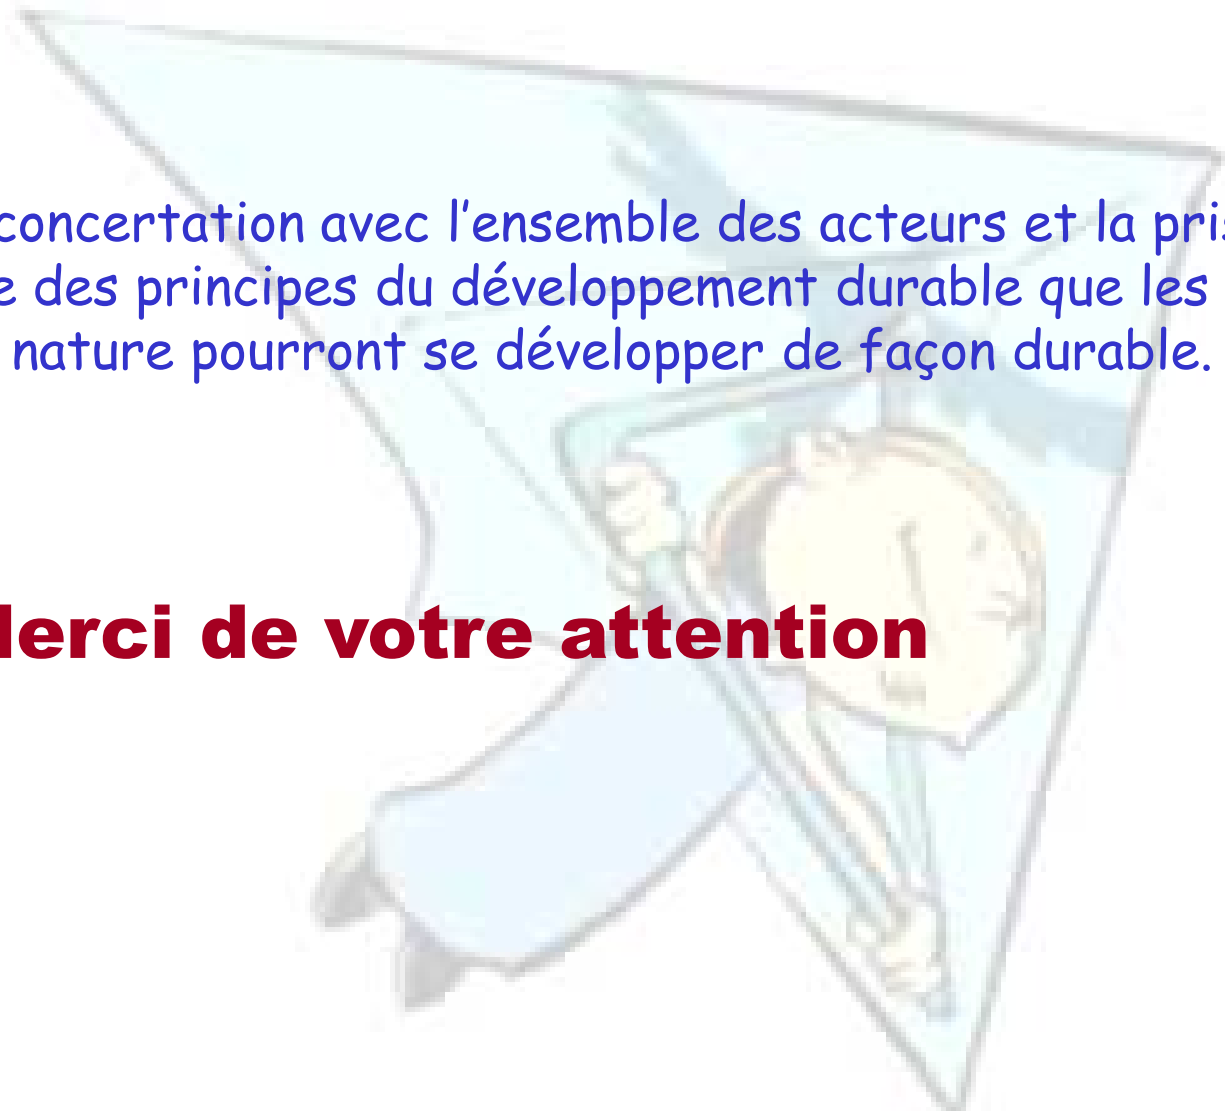 concertation avec l'ensemble des acteurs et la pris
e des principes du développement durable que les
nature pourront se développer de façon durable.
erci de votre attention